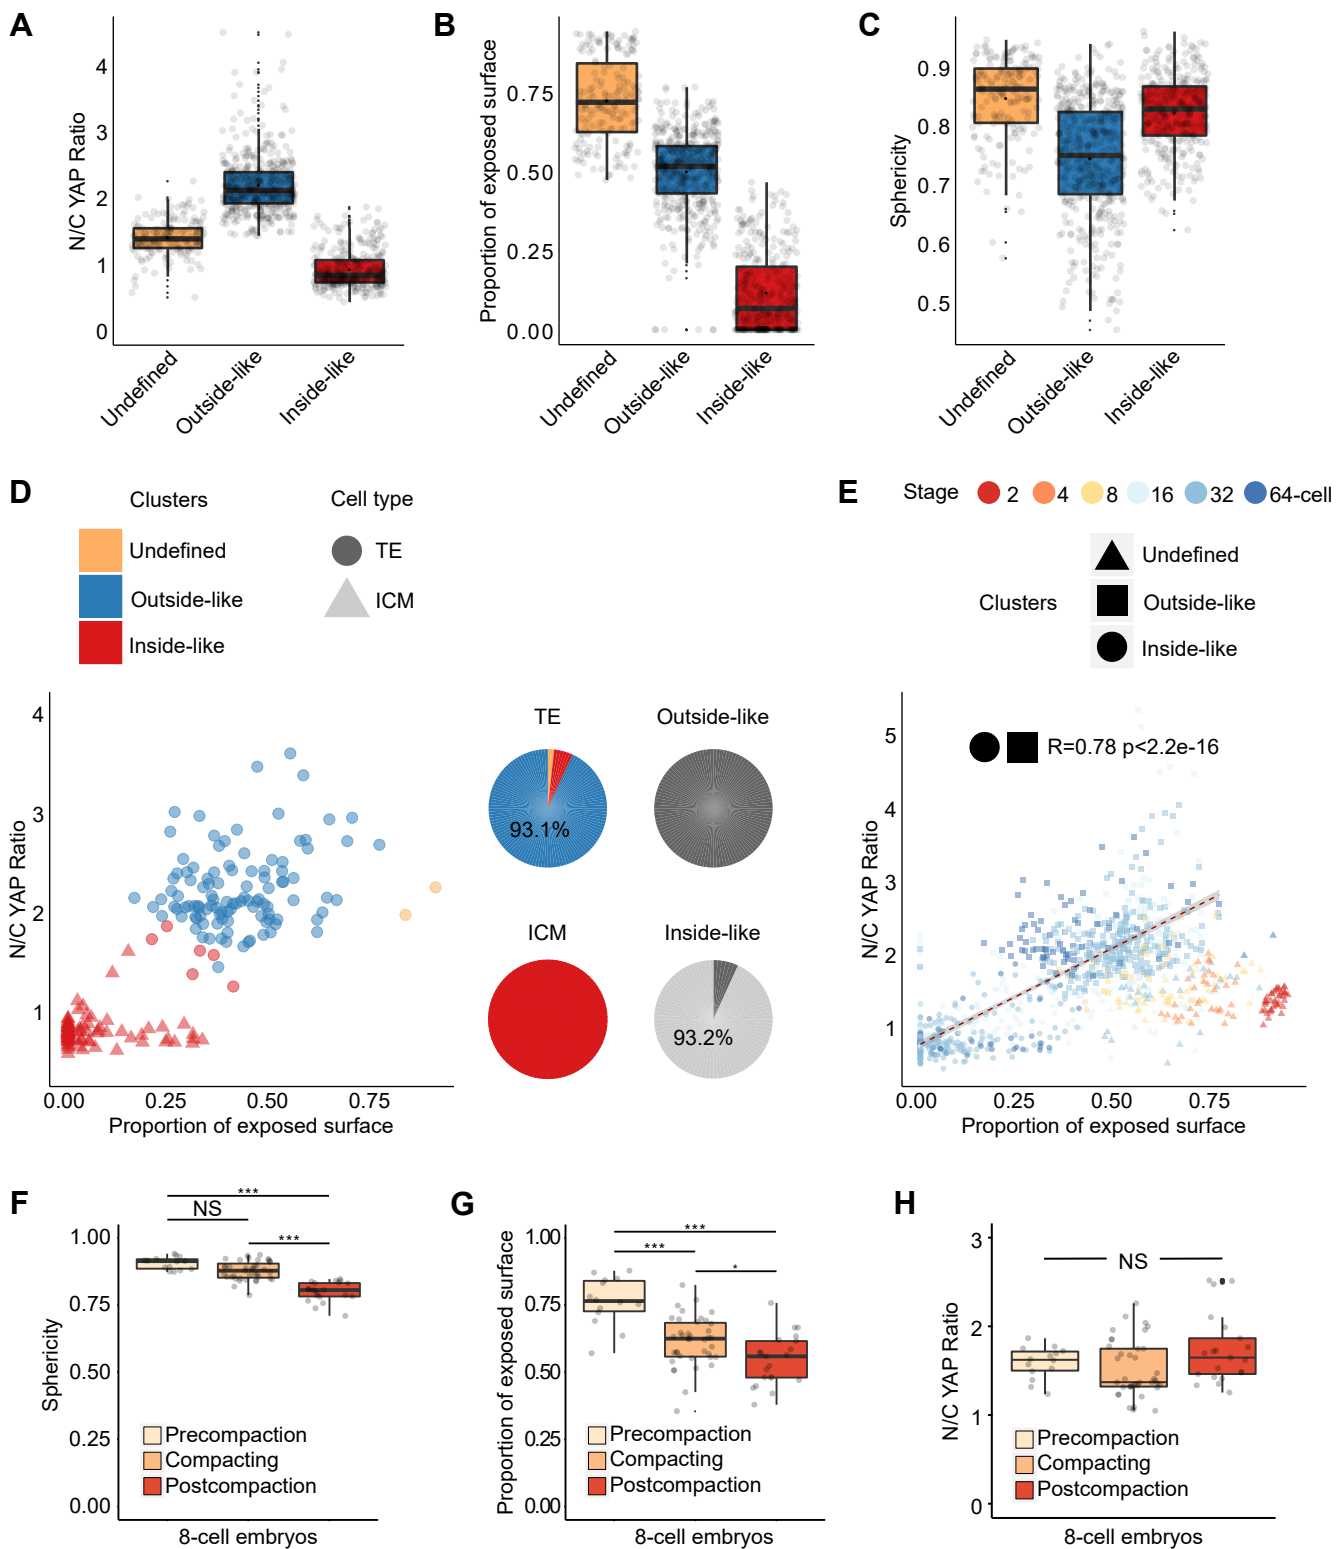 A
N/C YAP Ratio
4
3
2
1
0
Undefined
Outside-like
Inside-like
B
Proportion of exposed surface
0.75
0.50
0.25
0.00
Undefined
Outside-like
Inside-like
C
Sphericity
0.9
0.8
0.7
0.6
0.5
Undefined
Outside-like
Inside-like
D
Clusters
Undefined
Outside-like
Inside-like
Cell type
TE
ICM
N/C YAP Ratio
4
3
2
1
0.00 0.25 0.50 0.75
Proportion of exposed surface
TE
93.1%
Outside-like
ICM
Inside-like
93.2%
E
Stage 2 4 8 16 32 64-cell
Clusters
Undefined
Outside-like
Inside-like
R=0.78 p<2.2e-16
N/C YAP Ratio
5
4
3
2
1
0.00 0.25 0.50 0.75
Proportion of exposed surface
F
Sphericity
1.00
0.75
0.50
0.25
0.00
***
NS
***
Precompaction
Compacting
Postcompaction
8-cell embryos
G
Proportion of exposed surface
1.00
0.75
0.50
0.25
0.00
***
***
*
Precompaction
Compacting
Postcompaction
8-cell embryos
H
N/C YAP Ratio
3
2
1
0
NS
Precompaction
Compacting
Postcompaction
8-cell embryos